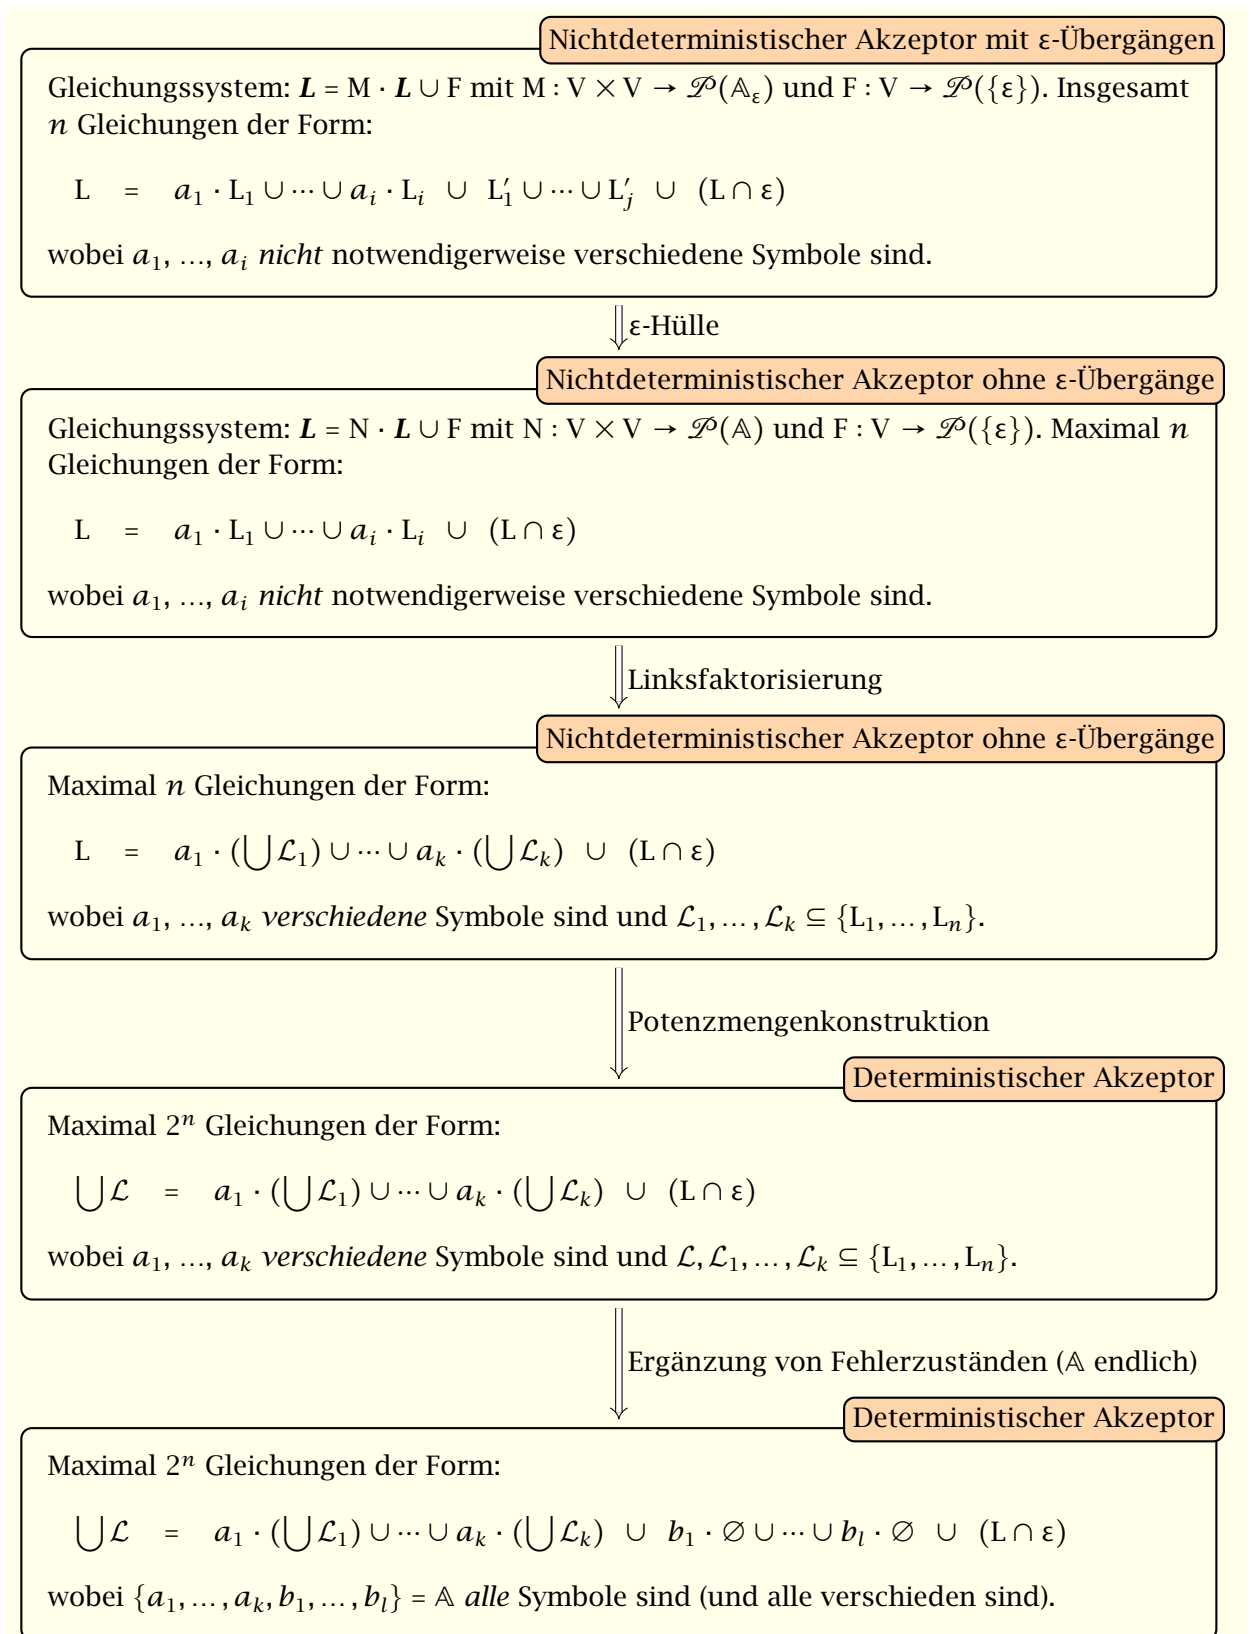 Nichtdeterministischer Akzeptor mit ε-Übergängen
Gleichungssystem: 𝑳 = M · 𝑳 ∪ F mit M : V × V → 𝒫(𝔸ε) und F : V → 𝒫({ε}). Insgesamt
n Gleichungen der Form:
L = a₁ · L₁ ∪ ··· ∪ aᵢ · Lᵢ ∪ L′₁ ∪ ··· ∪ L′ⱼ ∪ (L ∩ ε)
wobei a₁, …, aᵢ nicht notwendigerweise verschiedene Symbole sind.
ε-Hülle
Nichtdeterministischer Akzeptor ohne ε-Übergänge
Gleichungssystem: 𝑳 = N · 𝑳 ∪ F mit N : V × V → 𝒫(𝔸) und F : V → 𝒫({ε}). Maximal n
Gleichungen der Form:
L = a₁ · L₁ ∪ ··· ∪ aᵢ · Lᵢ ∪ (L ∩ ε)
wobei a₁, …, aᵢ nicht notwendigerweise verschiedene Symbole sind.
Linksfaktorisierung
Nichtdeterministischer Akzeptor ohne ε-Übergänge
Maximal n Gleichungen der Form:
L = a₁ · (⋃ℒ₁) ∪ ··· ∪ aₖ · (⋃ℒₖ) ∪ (L ∩ ε)
wobei a₁, …, aₖ verschiedene Symbole sind und ℒ₁, … , ℒₖ ⊆ {L₁, … , Lₙ}.
Potenzmengenkonstruktion
Deterministischer Akzeptor
Maximal 2ⁿ Gleichungen der Form:
⋃ℒ = a₁ · (⋃ℒ₁) ∪ ··· ∪ aₖ · (⋃ℒₖ) ∪ (L ∩ ε)
wobei a₁, …, aₖ verschiedene Symbole sind und ℒ, ℒ₁, … , ℒₖ ⊆ {L₁, … , Lₙ}.
Ergänzung von Fehlerzuständen (𝔸 endlich)
Deterministischer Akzeptor
Maximal 2ⁿ Gleichungen der Form:
⋃ℒ = a₁ · (⋃ℒ₁) ∪ ··· ∪ aₖ · (⋃ℒₖ) ∪ b₁ · ∅ ∪ ··· ∪ bₗ · ∅ ∪ (L ∩ ε)
wobei {a₁, … , aₖ, b₁, … , bₗ} = 𝔸 alle Symbole sind (und alle verschieden sind).